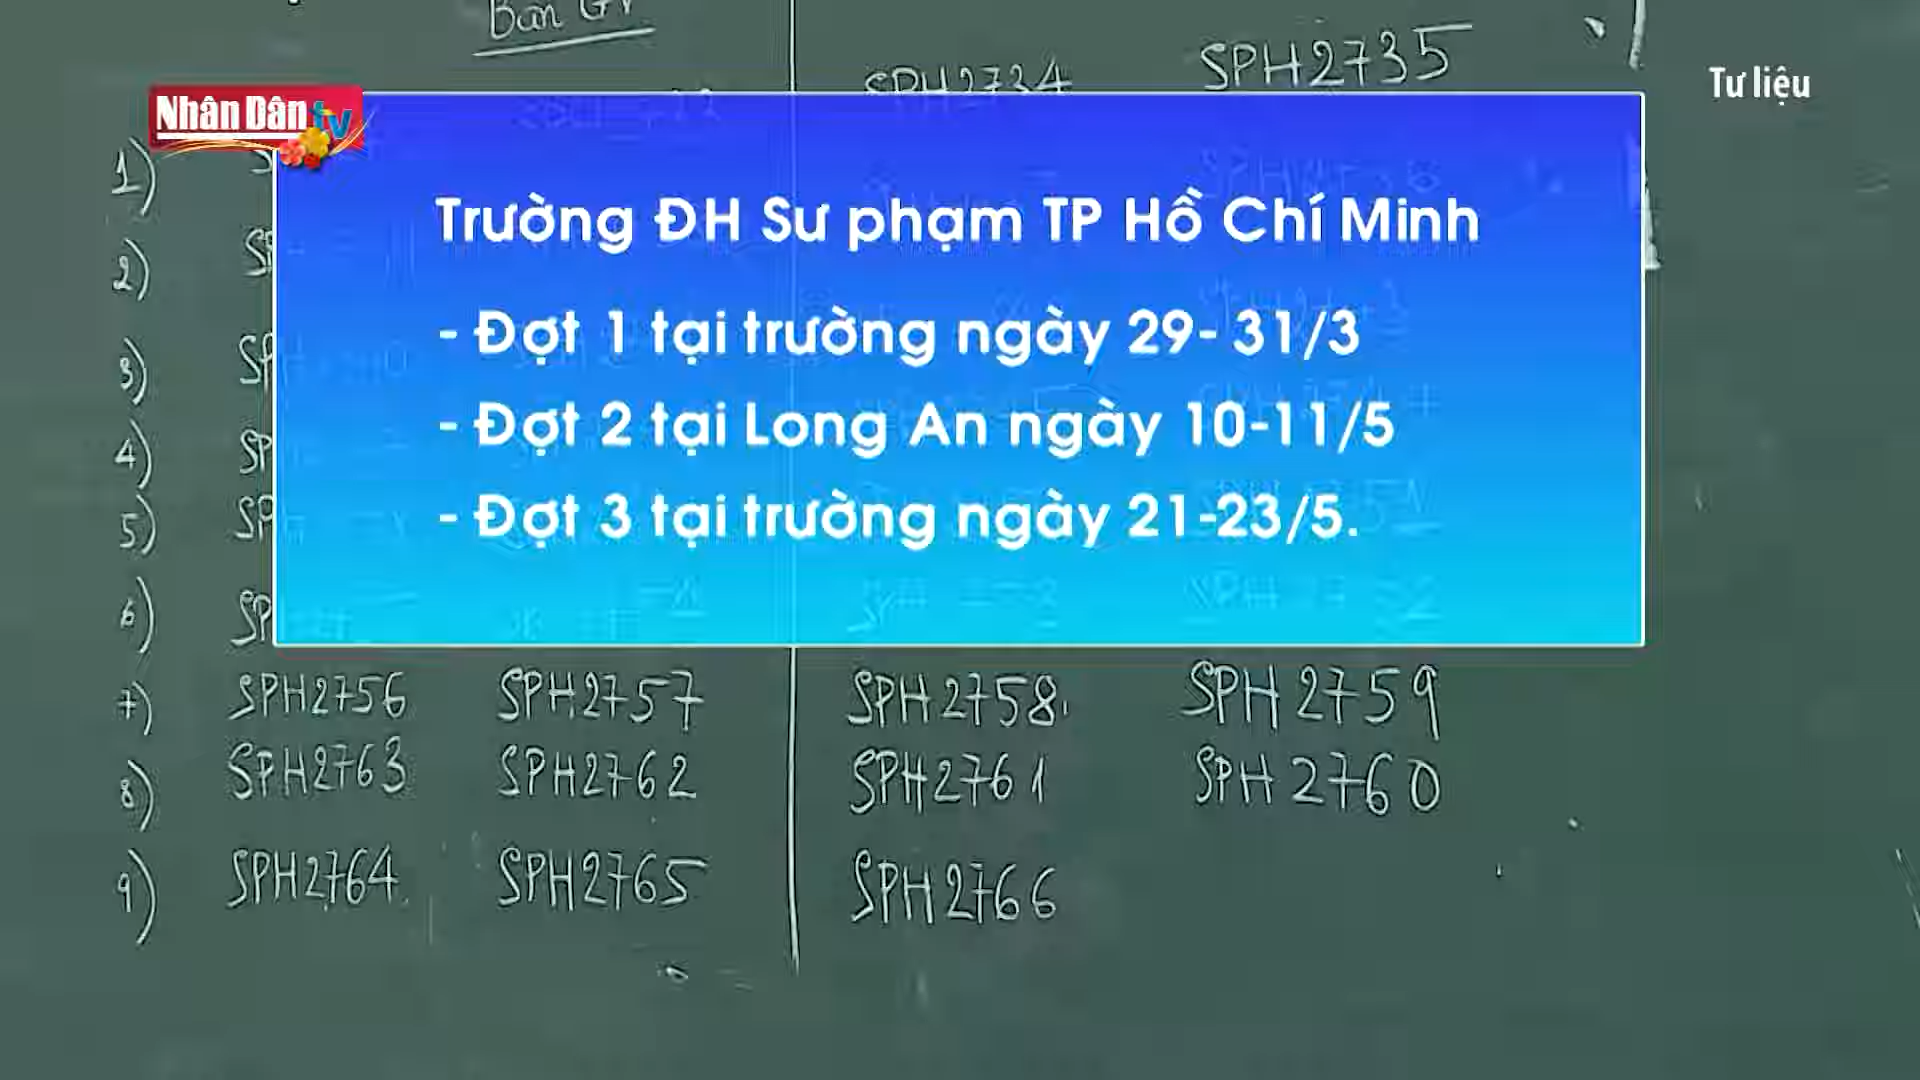 Bàn GV
SPH2734 SPH2735
Tư liệu
Nhân Dân tv
Trường ĐH Sư phạm TP Hồ Chí Minh
- Đợt 1 tại trường ngày 29- 31/3
- Đợt 2 tại Long An ngày 10-11/5
- Đợt 3 tại trường ngày 21-23/5.
1)
2)
3)
4)
5)
6)
7) SPH2756 SPH2757 SPH2758 SPH2759
8) SPH2763 SPH2762 SPH2761 SPH2760
9) SPH2764 SPH2765 SPH2766